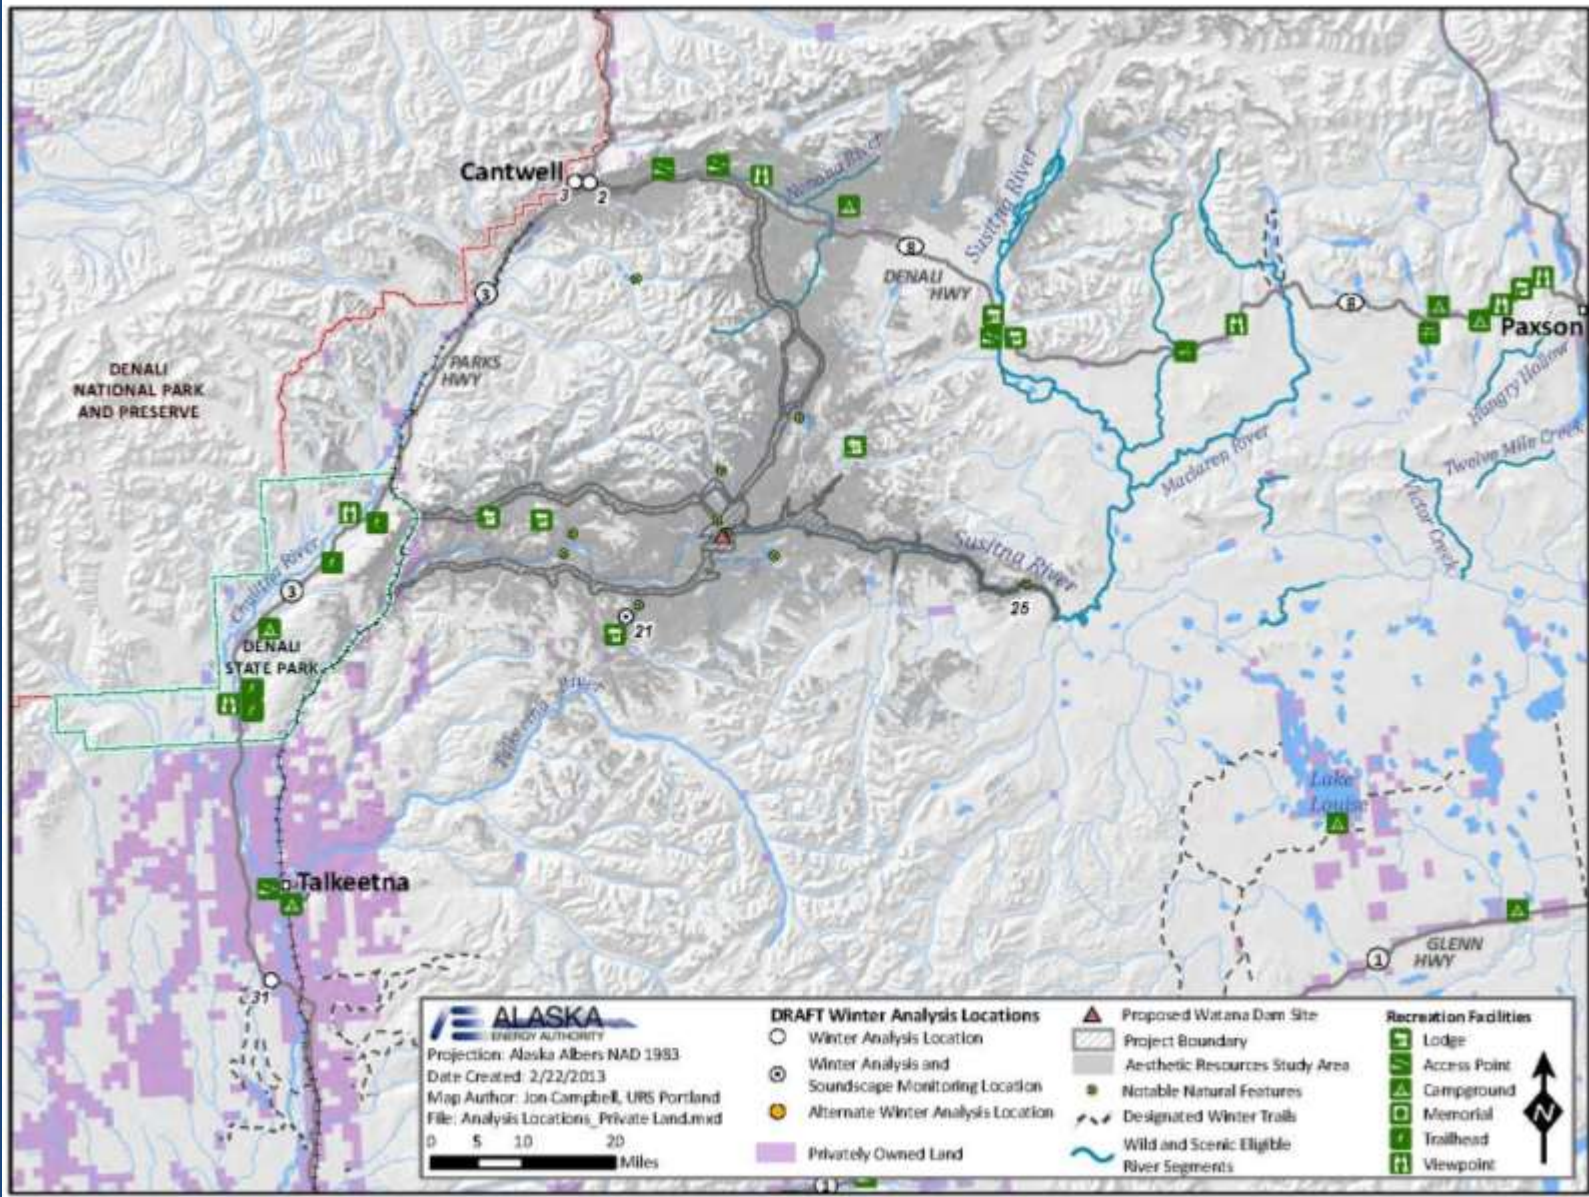 Cantwell
3
2
Nenana River
Susitna River
8
DENALI
HWY
3
8
Paxson
PARKS
HWY
DENALI
NATIONAL PARK
AND PRESERVE
Hungry Hollow
Twelve Mile Creek
Maclaren River
Victor Creek
Chulitna River
3
Susitna River
25
21
DENALI
STATE PARK
Talkeetna River
Lake
Louise
Talkeetna
31
GLENN
HWY
1
ALASKA
ENERGY AUTHORITY
Projection: Alaska Albers NAD 1983
Date Created: 2/22/2013
Map Author: Jon Campbell, URS Portland
File: Analysis Locations_Private Land.mxd
0 5 10 20
Miles
DRAFT Winter Analysis Locations
Winter Analysis Location
Winter Analysis and
Soundscape Monitoring Location
Alternate Winter Analysis Location
Privately Owned Land
Proposed Watana Dam Site
Project Boundary
Aesthetic Resources Study Area
Notable Natural Features
Designated Winter Trails
Wild and Scenic Eligible
River Segments
Recreation Facilities
Lodge
Access Point
Campground
Memorial
Trailhead
Viewpoint
N
1